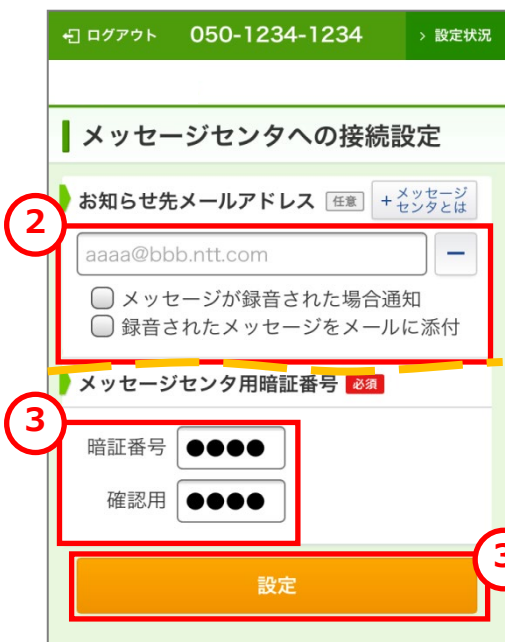 ログアウト 050-1234-1234 > 設定状況
メッセージセンタへの接続設定
お知らせ先メールアドレス 任意 +メッセージ
センタとは
2
aaaa@bbb.ntt.com −
メッセージが録音された場合通知
録音されたメッセージをメールに添付
メッセージセンタ用暗証番号 必須
3
暗証番号 ●●●●
確認用 ●●●●
3
設定